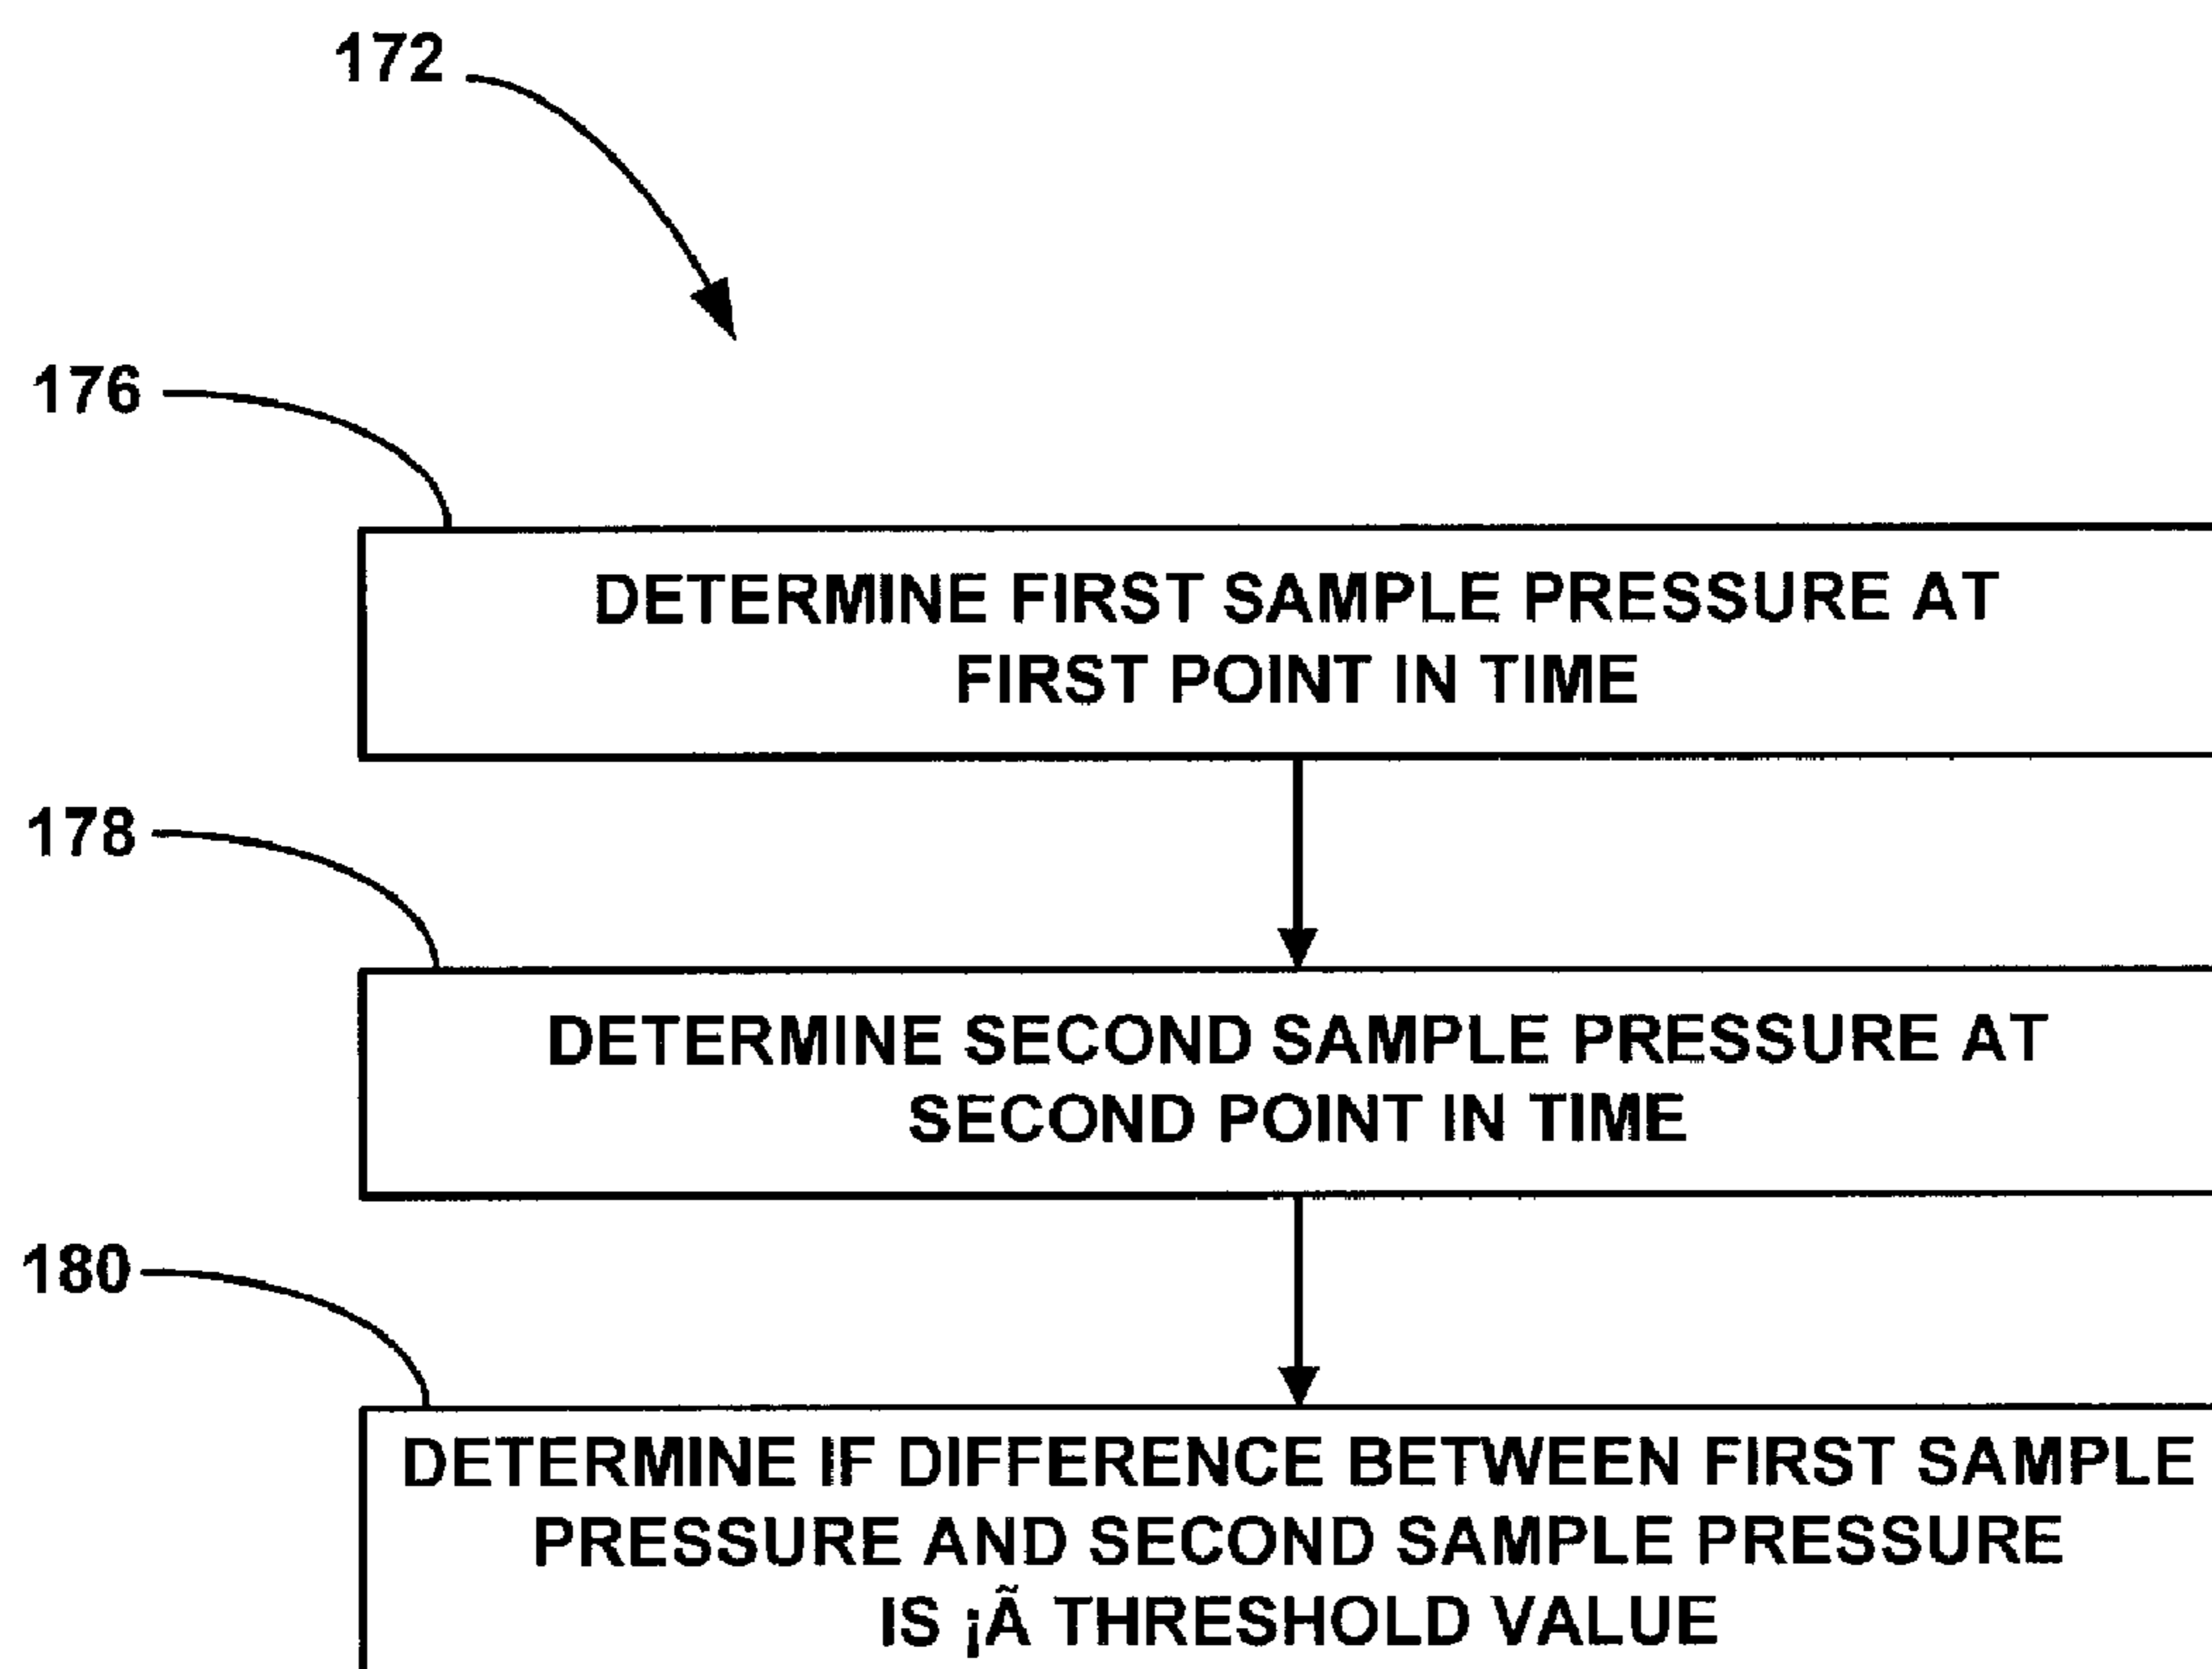 172
176
DETERMINE FIRST SAMPLE PRESSURE AT
FIRST POINT IN TIME
178
DETERMINE SECOND SAMPLE PRESSURE AT
SECOND POINT IN TIME
180
DETERMINE IF DIFFERENCE BETWEEN FIRST SAMPLE
PRESSURE AND SECOND SAMPLE PRESSURE
IS ¡Ã THRESHOLD VALUE